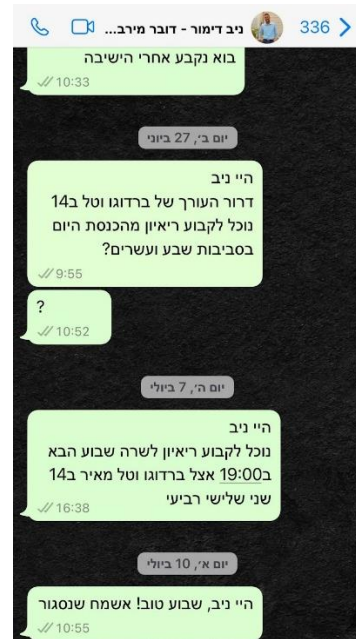 336
ניב דימור - דובר מירב...
בוא נקבע אחרי הישיבה
10:33
יום ב׳, 27 ביוני
היי ניב
דרור העורך של ברדוגו וטל ב14
נוכל לקבוע ריאיון מהכנסת היום
בסביבות שבע ועשרים?
9:55
?
10:52
יום ה׳, 7 ביולי
היי ניב
נוכל לקבוע ריאיון לשרה שבוע הבא
ב19:00 אצל ברדוגו וטל מאיר ב14
שני שלישי רביעי
16:38
יום א׳, 10 ביולי
היי ניב, שבוע טוב! אשמח שנסגור
10:55